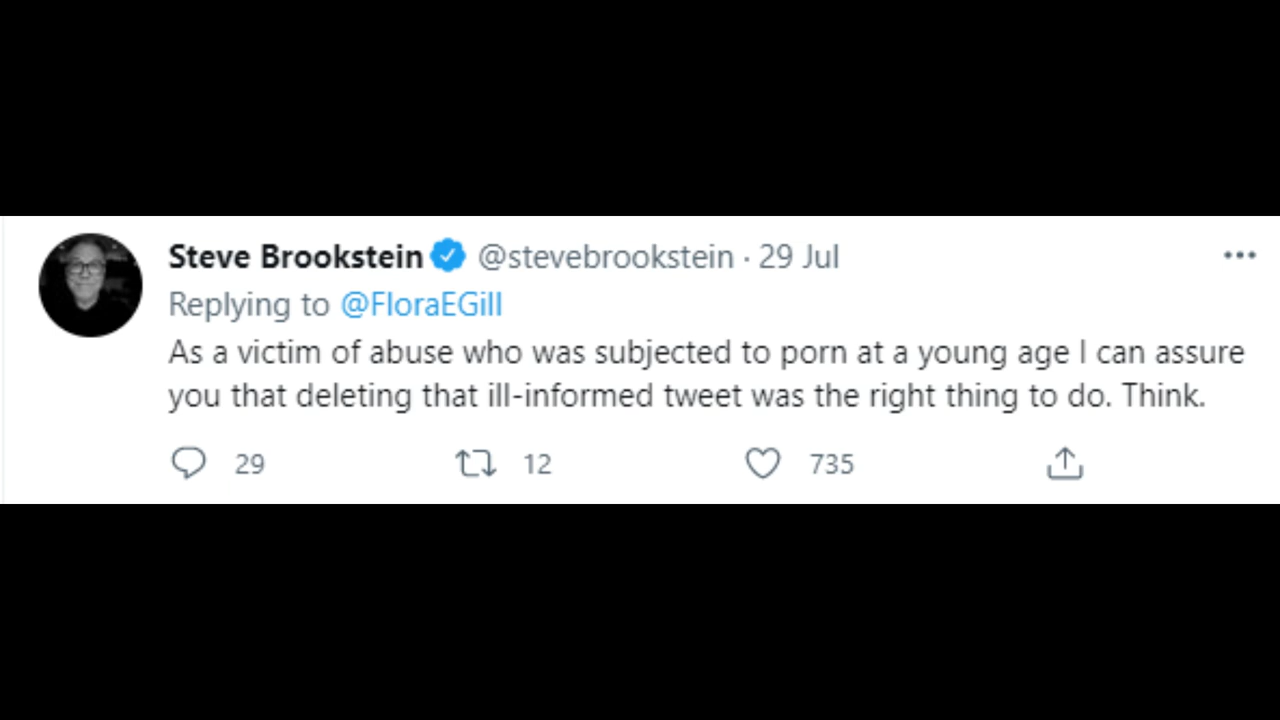 Steve Brookstein @stevebrookstein · 29 Jul
Replying to @FloraEGill
As a victim of abuse who was subjected to porn at a young age I can assure
you that deleting that ill-informed tweet was the right thing to do. Think.
29 12 735